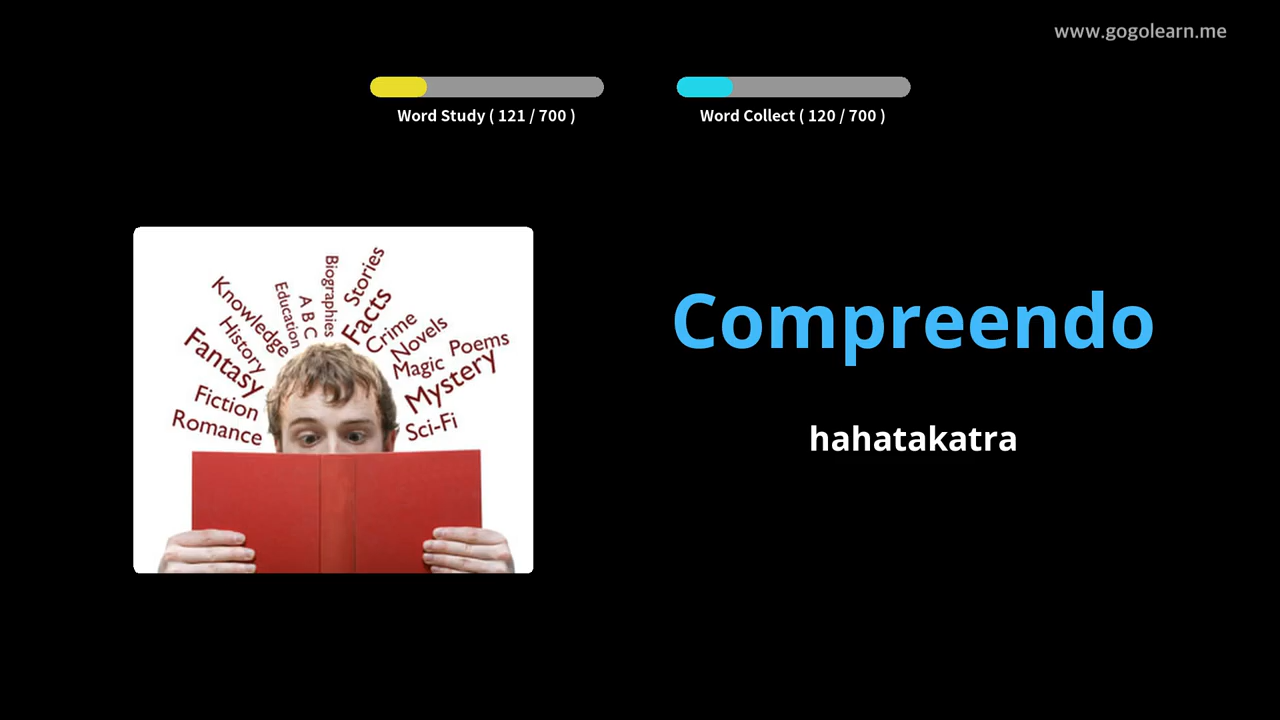 www.gogolearn.me
Word Study ( 121 / 700 )
Word Collect ( 120 / 700 )
Compreendo
hahatakatra
Biographies
Stories
Education
A B C
Facts
Knowledge
History
Crime
Novels
Fantasy
Magic
Poems
Mystery
Fiction
Romance
Sci-Fi